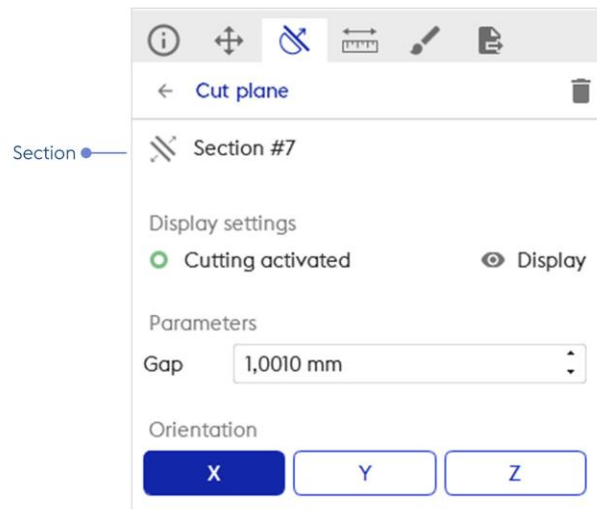 Cut plane
Section
Section #7
Display settings
Cutting activated
Display
Parameters
Gap
1,0010 mm
Orientation
X
Y
Z